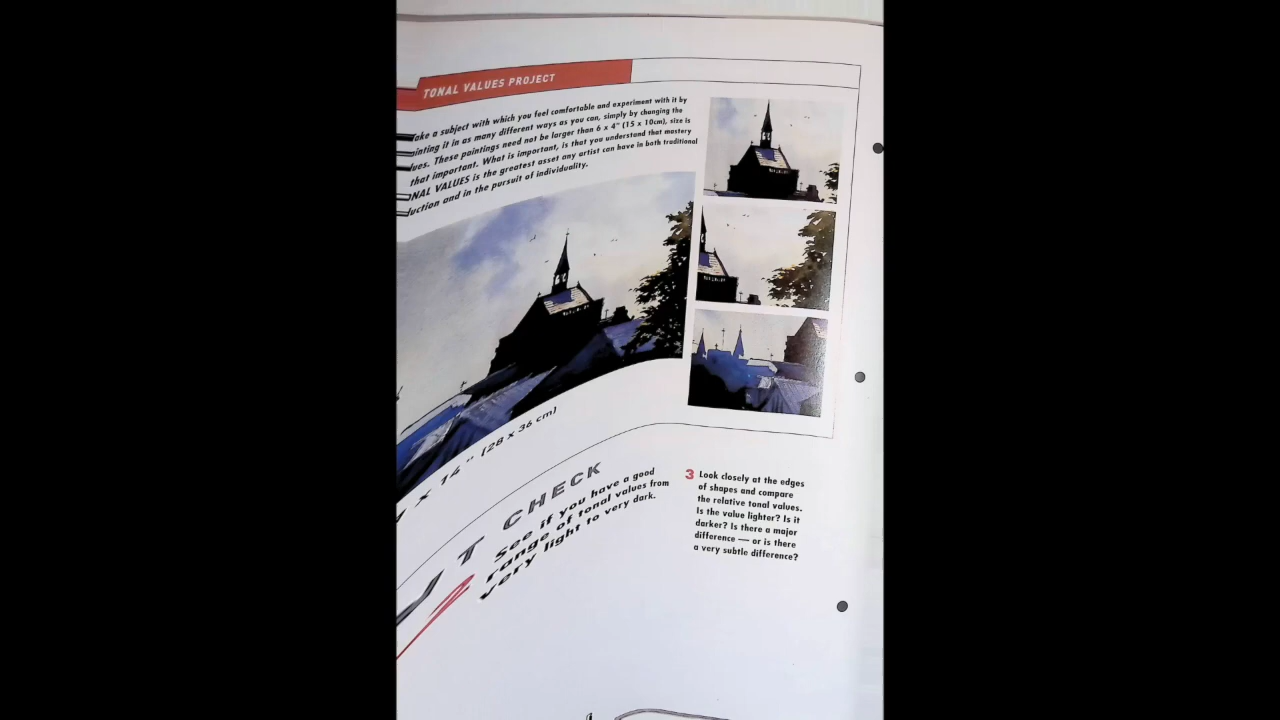 TONAL VALUES PROJECT
ake a subject with which you feel comfortable and experiment with it by
ainting it in as many different ways as you can, simply by changing the
lues. These paintings need not be larger than 6 x 4" (15 x 10cm), size is
that important. What is important, is that you understand that mastery
ONAL VALUES is the greatest asset any artist can have in both traditional
duction and in the pursuit of individuality.
x 14" (28 x 36 cm)
IT CHECK
2 See if you have a good
range of tonal values from
very light to very dark.
3 Look closely at the edges
of shapes and compare
the relative tonal values.
Is the value lighter? Is it
darker? Is there a major
difference — or is there
a very subtle difference?